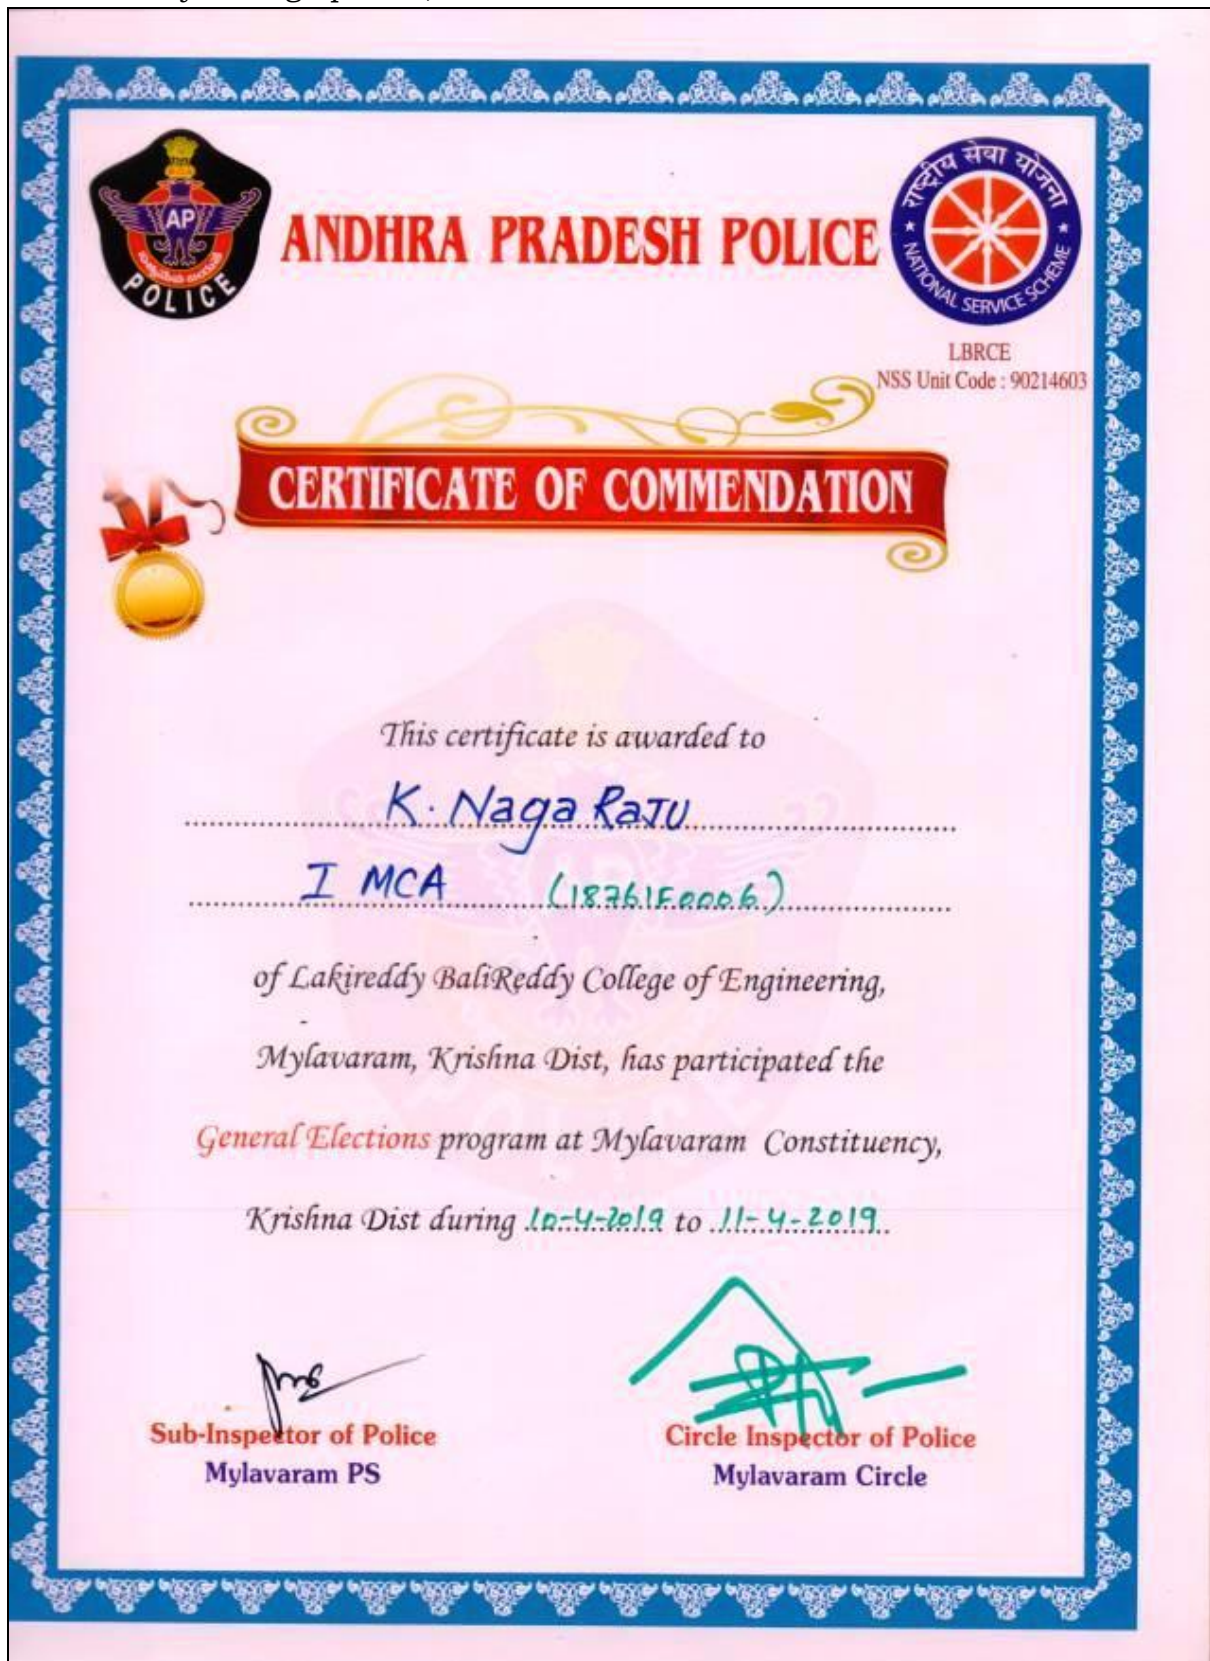 AP
POLICE
ANDHRA PRADESH POLICE
राष्ट्रीय सेवा योजना
NATIONAL SERVICE SCHEME
LBRCE
NSS Unit Code : 90214603
CERTIFICATE OF COMMENDATION
This certificate is awarded to
K. Naga RaJU
I MCA (18761F0006)
of Lakireddy BaliReddy College of Engineering,
Mylavaram, Krishna Dist, has participated the
General Elections program at Mylavaram Constituency,
Krishna Dist during 10-4-2019 to 11-4-2019
Sub-Inspector of Police
Mylavaram PS
Circle Inspector of Police
Mylavaram Circle